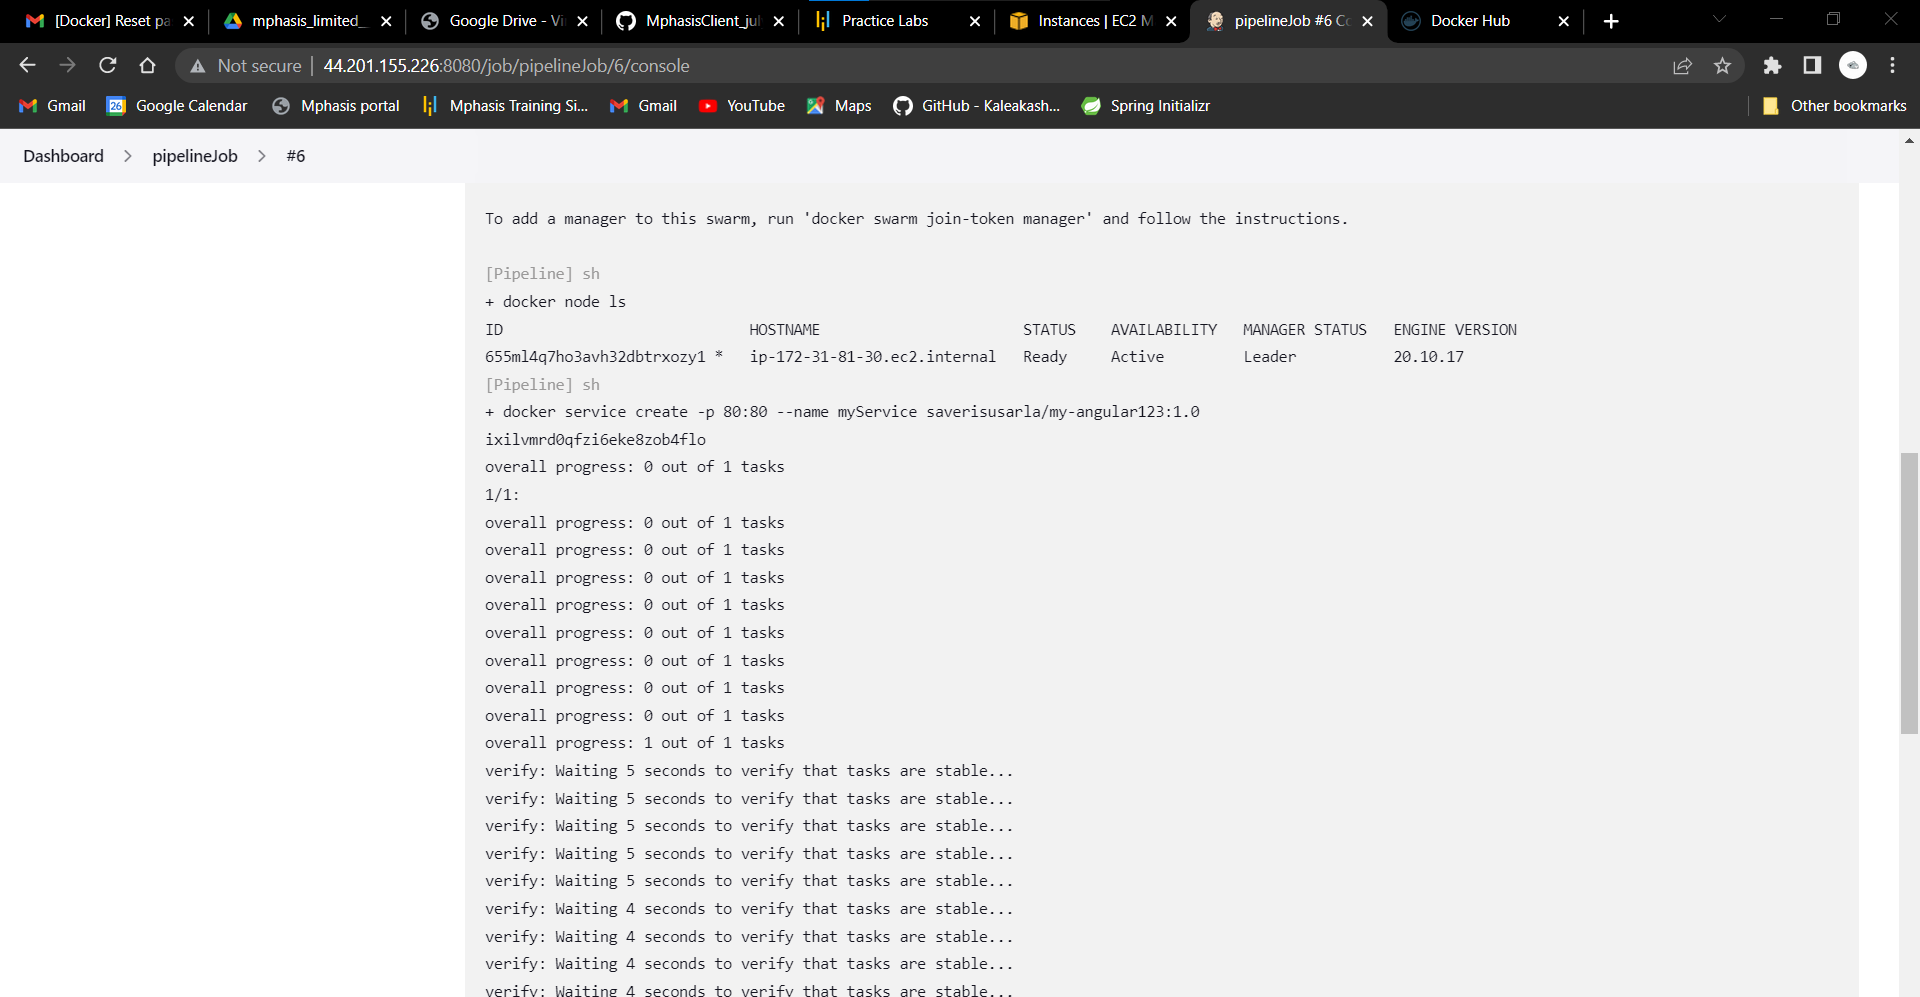 [Docker] Reset pa
mphasis_limited_
Google Drive - Vi
MphasisClient_jul
Practice Labs
Instances | EC2 M
pipelineJob #6 Co
Docker Hub
Not secure | 44.201.155.226:8080/job/pipelineJob/6/console
Gmail
26
Google Calendar
Mphasis portal
Mphasis Training Si...
Gmail
YouTube
Maps
GitHub - Kaleakash...
Spring Initializr
Other bookmarks
Dashboard > pipelineJob > #6
To add a manager to this swarm, run 'docker swarm join-token manager' and follow the instructions.
[Pipeline] sh
+ docker node ls
ID HOSTNAME STATUS AVAILABILITY MANAGER STATUS ENGINE VERSION
655ml4q7ho3avh32dbtrxozy1 * ip-172-31-81-30.ec2.internal Ready Active Leader 20.10.17
[Pipeline] sh
+ docker service create -p 80:80 --name myService saverisusarla/my-angular123:1.0
ixilvmrd0qfzi6eke8zob4flo
overall progress: 0 out of 1 tasks
1/1:
overall progress: 0 out of 1 tasks
overall progress: 0 out of 1 tasks
overall progress: 0 out of 1 tasks
overall progress: 0 out of 1 tasks
overall progress: 0 out of 1 tasks
overall progress: 0 out of 1 tasks
overall progress: 0 out of 1 tasks
overall progress: 0 out of 1 tasks
overall progress: 1 out of 1 tasks
verify: Waiting 5 seconds to verify that tasks are stable...
verify: Waiting 5 seconds to verify that tasks are stable...
verify: Waiting 5 seconds to verify that tasks are stable...
verify: Waiting 5 seconds to verify that tasks are stable...
verify: Waiting 5 seconds to verify that tasks are stable...
verify: Waiting 4 seconds to verify that tasks are stable...
verify: Waiting 4 seconds to verify that tasks are stable...
verify: Waiting 4 seconds to verify that tasks are stable...
verify: Waiting 4 seconds to verify that tasks are stable...